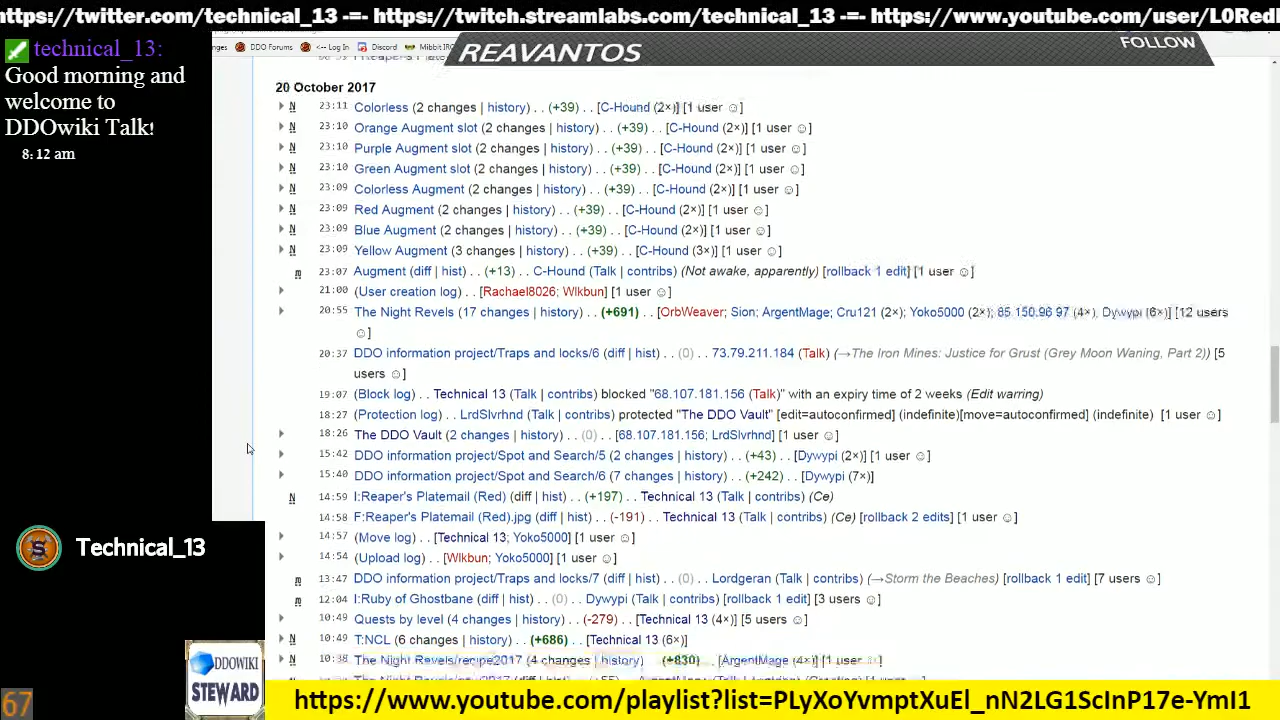 https://twitter.com/technical_13 -=- https://twitch.streamlabs.com/technical_13 -=- https://www.youtube.com/user/L0RedI
technical_13:
Good morning and
welcome to
DDOwiki Talk!
8:12 am
DDO Forums <-- Log In Discord Mibbit
REAVANTOS
FOLLOW
20 October 2017
N 23:11 Colorless (2 changes | history) . . (+39) . . [C-Hound (2×)] [1 user ☺]
N 23:10 Orange Augment slot (2 changes | history) . . (+39) . . [C-Hound (2×)] [1 user ☺]
N 23:10 Purple Augment slot (2 changes | history) . . (+39) . . [C-Hound (2×)] [1 user ☺]
N 23:10 Green Augment slot (2 changes | history) . . (+39) . . [C-Hound (2×)] [1 user ☺]
N 23:09 Colorless Augment (2 changes | history) . . (+39) . . [C-Hound (2×)] [1 user ☺]
N 23:09 Red Augment (2 changes | history) . . (+39) . . [C-Hound (2×)] [1 user ☺]
N 23:09 Blue Augment (2 changes | history) . . (+39) . . [C-Hound (2×)] [1 user ☺]
N 23:09 Yellow Augment (3 changes | history) . . (+39) . . [C-Hound (3×)] [1 user ☺]
m 23:07 Augment (diff | hist) . . (+13) . . C-Hound (Talk | contribs) (Not awake, apparently) [rollback 1 edit] [1 user ☺]
21:00 (User creation log) . . [Rachael8026; Wlkbun] [1 user ☺]
20:55 The Night Revels (17 changes | history) . . (+691) . . [OrbWeaver; Sion; ArgentMage; Cru121 (2×); Yoko5000 (2×); 85.150.96.97 (4×); Dywypi (6×)] [12 users
☺]
20:37 DDO information project/Traps and locks/6 (diff | hist) . . (0) . . 73.79.211.184 (Talk) (→The Iron Mines: Justice for Grust (Grey Moon Waning, Part 2)) [5
users ☺]
19:07 (Block log) . . Technical 13 (Talk | contribs) blocked "68.107.181.156 (Talk)" with an expiry time of 2 weeks (Edit warring)
18:27 (Protection log) . . LrdSlvrhnd (Talk | contribs) protected "The DDO Vault" [edit=autoconfirmed] (indefinite)[move=autoconfirmed] (indefinite) [1 user ☺]
18:26 The DDO Vault (2 changes | history) . . (0) . . [68.107.181.156; LrdSlvrhnd] [1 user ☺]
15:42 DDO information project/Spot and Search/5 (2 changes | history) . . (+43) . . [Dywypi (2×)] [1 user ☺]
15:40 DDO information project/Spot and Search/6 (7 changes | history) . . (+242) . . [Dywypi (7×)]
N 14:59 I:Reaper's Platemail (Red) (diff | hist) . . (+197) . . Technical 13 (Talk | contribs) (Ce)
14:58 F:Reaper's Platemail (Red).jpg (diff | hist) . . (-191) . . Technical 13 (Talk | contribs) (Ce) [rollback 2 edits] [1 user ☺]
14:57 (Move log) . . [Technical 13; Yoko5000] [1 user ☺]
14:54 (Upload log) . . [Wlkbun; Yoko5000] [1 user ☺]
m 13:47 DDO information project/Traps and locks/7 (diff | hist) . . (0) . . Lordgeran (Talk | contribs) (→Storm the Beaches) [rollback 1 edit] [7 users ☺]
m 12:04 I:Ruby of Ghostbane (diff | hist) . . (0) . . Dywypi (Talk | contribs) [rollback 1 edit] [3 users ☺]
10:49 Quests by level (4 changes | history) . . (-279) . . [Technical 13 (4×)] [5 users ☺]
N 10:49 T:NCL (6 changes | history) . . (+686) . . [Technical 13 (6×)]
N 10:38 The Night Revels/recipe2017 (4 changes | history) . . (+830) . . [ArgentMage (4×)] [1 user ☺]
Technical_13
DDOWIKI
STEWARD
67
https://www.youtube.com/playlist?list=PLyXoYvmptXuEl_nN2LG1ScInP17e-YmI1